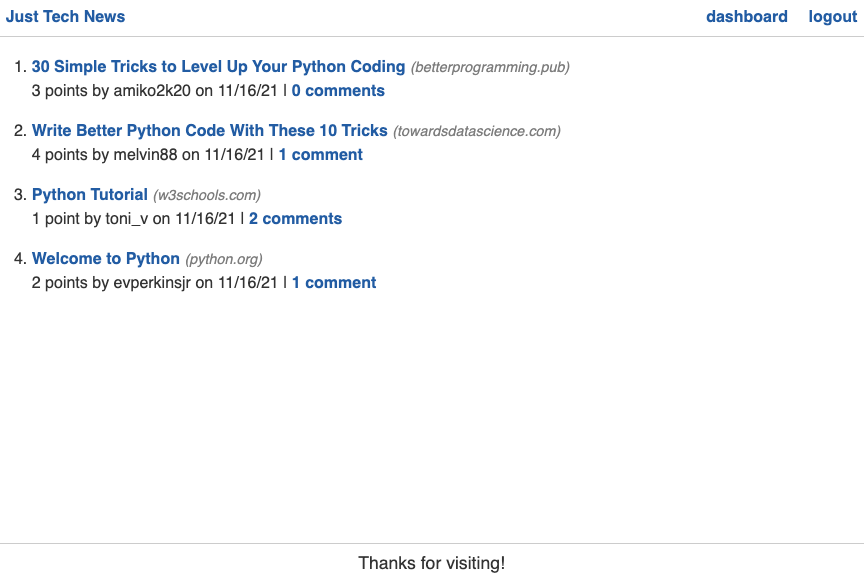 Just Tech News dashboard logout
1. 30 Simple Tricks to Level Up Your Python Coding (betterprogramming.pub)
3 points by amiko2k20 on 11/16/21 | 0 comments
2. Write Better Python Code With These 10 Tricks (towardsdatascience.com)
4 points by melvin88 on 11/16/21 | 1 comment
3. Python Tutorial (w3schools.com)
1 point by toni_v on 11/16/21 | 2 comments
4. Welcome to Python (python.org)
2 points by evperkinsjr on 11/16/21 | 1 comment
Thanks for visiting!